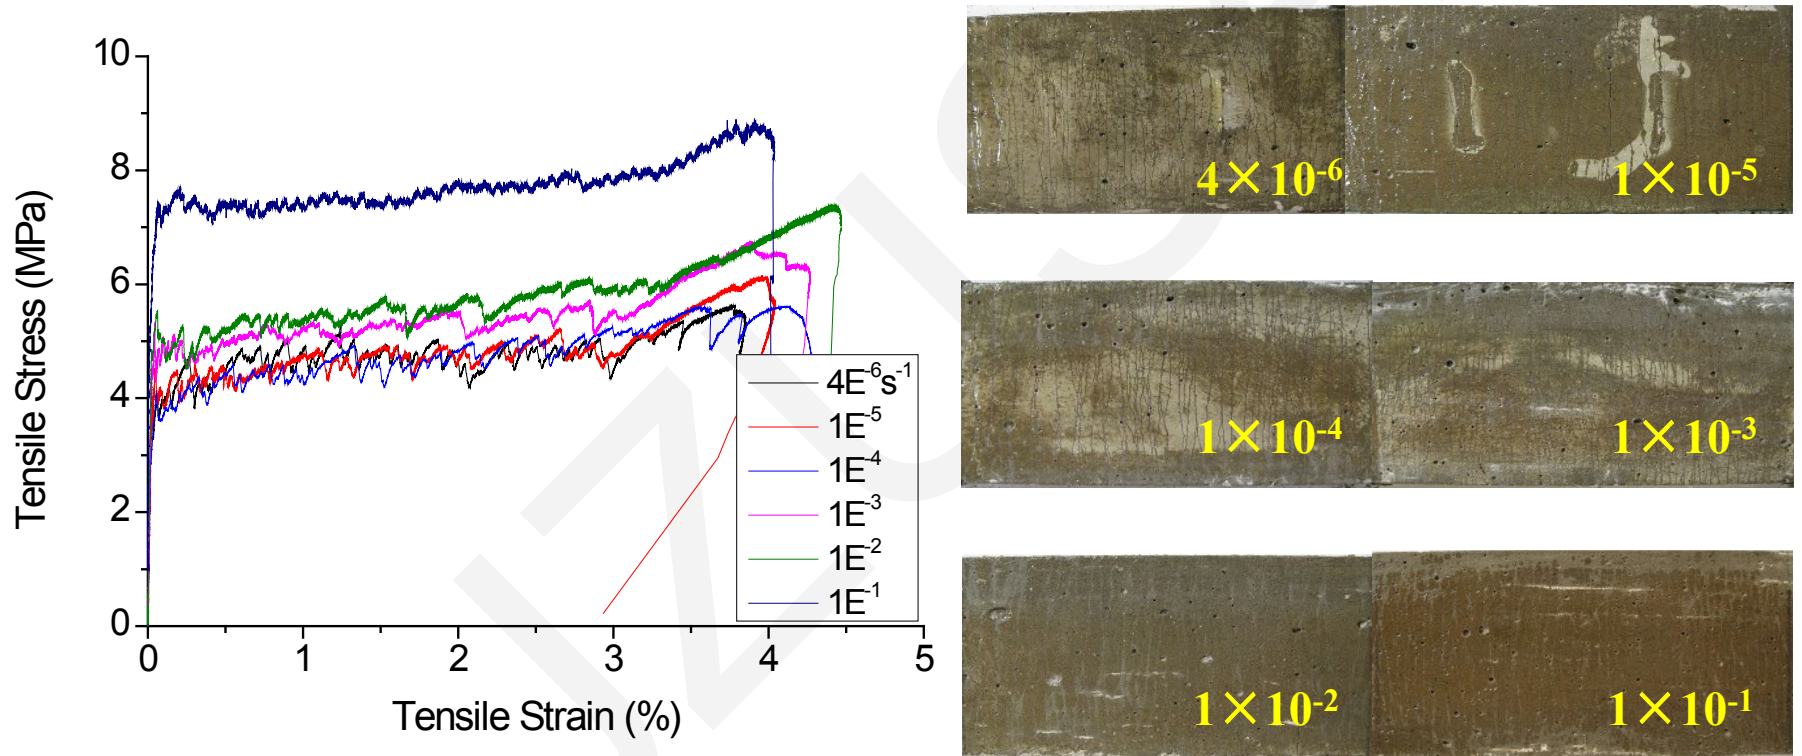 10
8
6
4
2
0
0 1 2 3 4 5
Tensile Stress (MPa)
Tensile Strain (%)
4E⁻⁶s⁻¹
1E⁻⁵
1E⁻⁴
1E⁻³
1E⁻²
1E⁻¹
4×10⁻⁶
1×10⁻⁵
1×10⁻⁴
1×10⁻³
1×10⁻²
1×10⁻¹